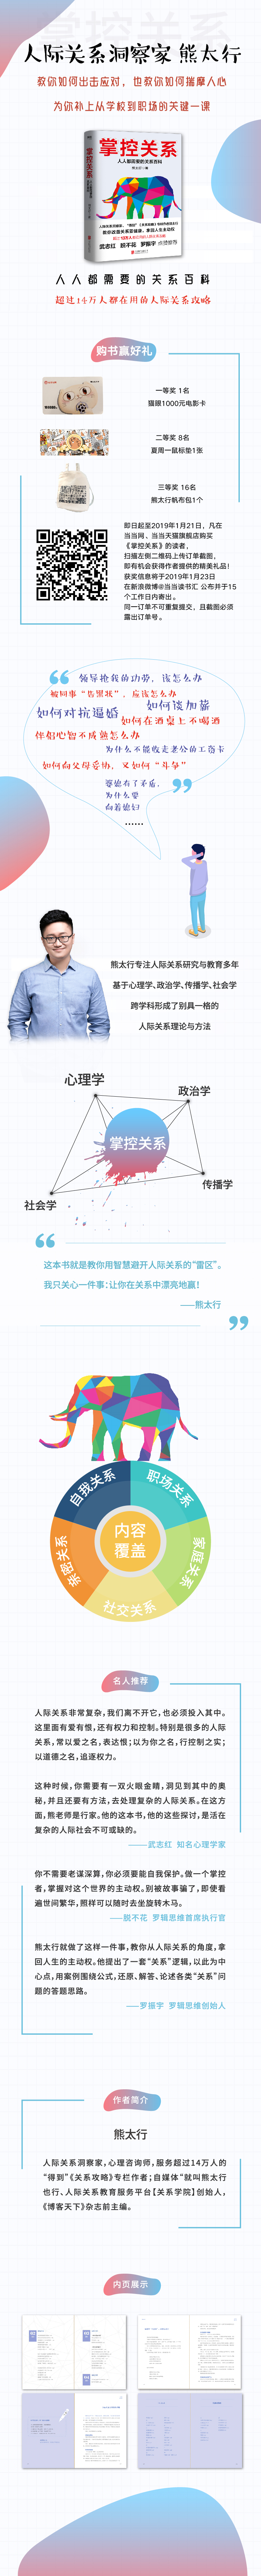 掌控关系
人际关系洞察家 熊太行
教你如何出击应对，也教你如何揣摩人心
为你补上从学校到职场的关键一课
掌控关系
掌控关系
人人都需要的关系百科
武志红 脱不花 罗振宇
人人都需要的关系百科
超过14万人都在用的人际关系攻略
购书赢好礼
一等奖 1名
猫眼1000元电影卡
二等奖 8名
夏周一鼠标垫1张
三等奖 16名
熊太行帆布包1个
即日起至2019年1月21日，凡在
当当网、当当天猫旗舰店购买
《掌控关系》的读者，
扫描左侧二维码上传订单截图，
即有机会获得作者提供的精美礼品！
获奖信息将于2019年1月23日
在新浪微博@当当读书汇 公布并于15
个工作日内寄出。
同一订单不可重复提交，且截图必须
露出订单号。
领导抢我的功劳，该怎么办
被同事“告黑状”，应该怎么办
如何对抗逼婚 如何谈加薪
如何在酒桌上不喝酒
伴侣心智不成熟怎么办
为什么不能收走老公的工资卡
如何向父母妥协，又如何“斗争”
婆媳有了矛盾，
为什么要
向着媳妇
……
熊太行专注人际关系研究与教育多年
基于心理学、政治学、传播学、社会学
跨学科形成了别具一格的
人际关系理论与方法
心理学
政治学
掌控关系
传播学
社会学
这本书就是教你用智慧避开人际关系的“雷区”。
我只关心一件事：让你在关系中漂亮地赢！
——熊太行
自我关系
职场关系
内容
覆盖
亲密关系
家庭关系
社交关系
名人推荐
人际关系非常复杂，我们离不开它，也必须投入其中。
这里面有爱有恨，还有权力和控制。特别是很多的人际
关系，常以爱之名，表达恨；以为你之名，行控制之实；
以道德之名，追逐权力。
这种时候，你需要有一双火眼金睛，洞见到其中的奥
秘，并且还要有方法，去处理复杂的人际关系。在这方
面，熊老师是行家。他的这本书，他的这些探讨，是活在
复杂的人际社会不可或缺的。
——武志红 知名心理学家
你不需要老谋深算，你必须要能自我保护。做一个掌控
者，掌握对这个世界的主动权。别被故事骗了，即使看
遍世间繁华，照样可以随时去坐旋转木马。
——脱不花 罗辑思维首席执行官
熊太行就做了这样一件事，教你从人际关系的角度，拿
回人生的主动权。他提出了一套“关系”逻辑，以此为中
心点，用案例围绕公式，还原、解答、论述各类“关系”问
题的答题思路。
——罗振宇 罗辑思维创始人
作者简介
熊太行
人际关系洞察家，心理咨询师，服务超过14万人的
“得到”《关系攻略》专栏作者；自媒体“就叫熊太行
也行、人际关系教育服务平台【关系学院】创始人，
《博客天下》杂志前主编。
内页展示